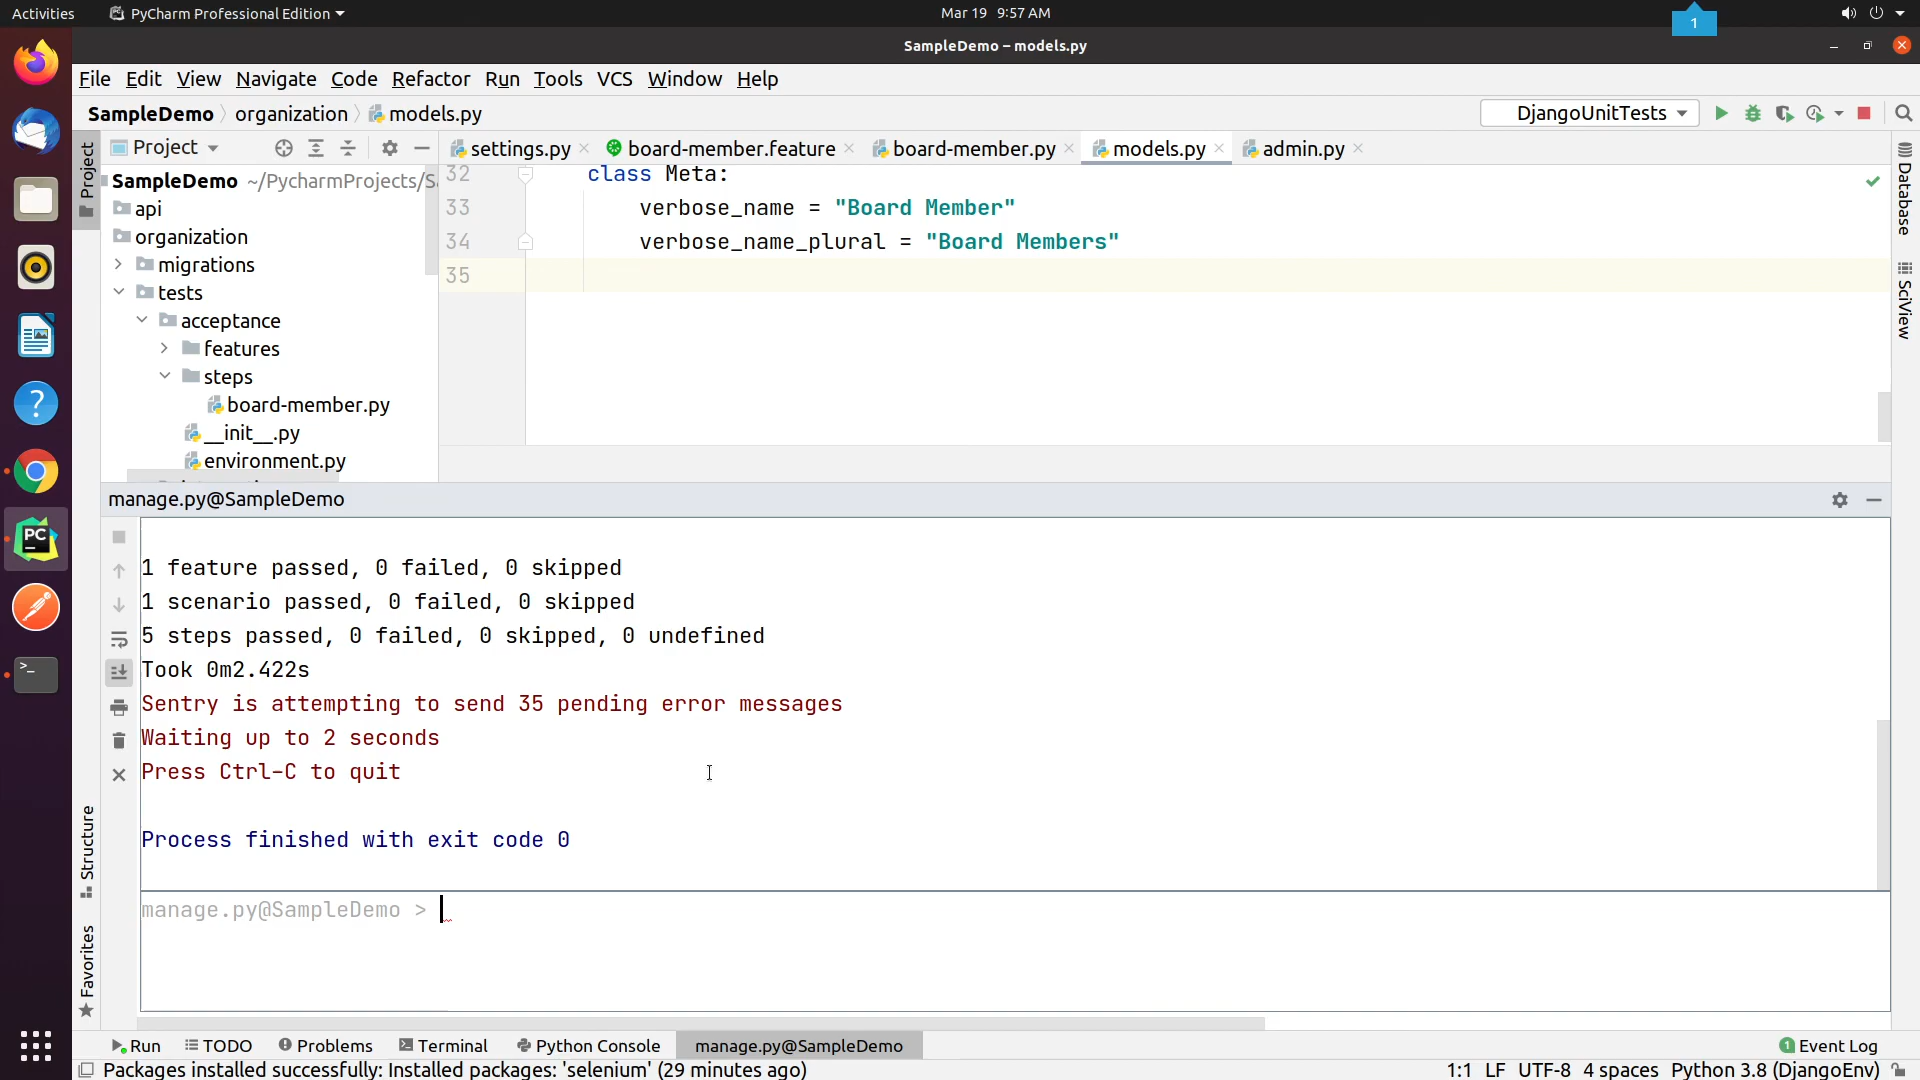 Activities
PyCharm Professional Edition
Mar 19 9:57 AM
1
SampleDemo – models.py
File Edit View Navigate Code Refactor Run Tools VCS Window Help
SampleDemo organization models.py
DjangoUnitTests
Project
settings.py board-member.feature board-member.py models.py admin.py
Project
SampleDemo ~/PycharmProjects/S
api
organization
migrations
tests
acceptance
features
steps
board-member.py
__init__.py
environment.py
32 class Meta:
33 verbose_name = "Board Member"
34 verbose_name_plural = "Board Members"
35
Database
SciView
manage.py@SampleDemo
1 feature passed, 0 failed, 0 skipped
1 scenario passed, 0 failed, 0 skipped
5 steps passed, 0 failed, 0 skipped, 0 undefined
Took 0m2.422s
Sentry is attempting to send 35 pending error messages
Waiting up to 2 seconds
Press Ctrl-C to quit
Process finished with exit code 0
manage.py@SampleDemo >
Structure
Favorites
Run TODO Problems Terminal Python Console manage.py@SampleDemo
1 Event Log
Packages installed successfully: Installed packages: 'selenium' (29 minutes ago)
1:1 LF UTF-8 4 spaces Python 3.8 (DjangoEnv)